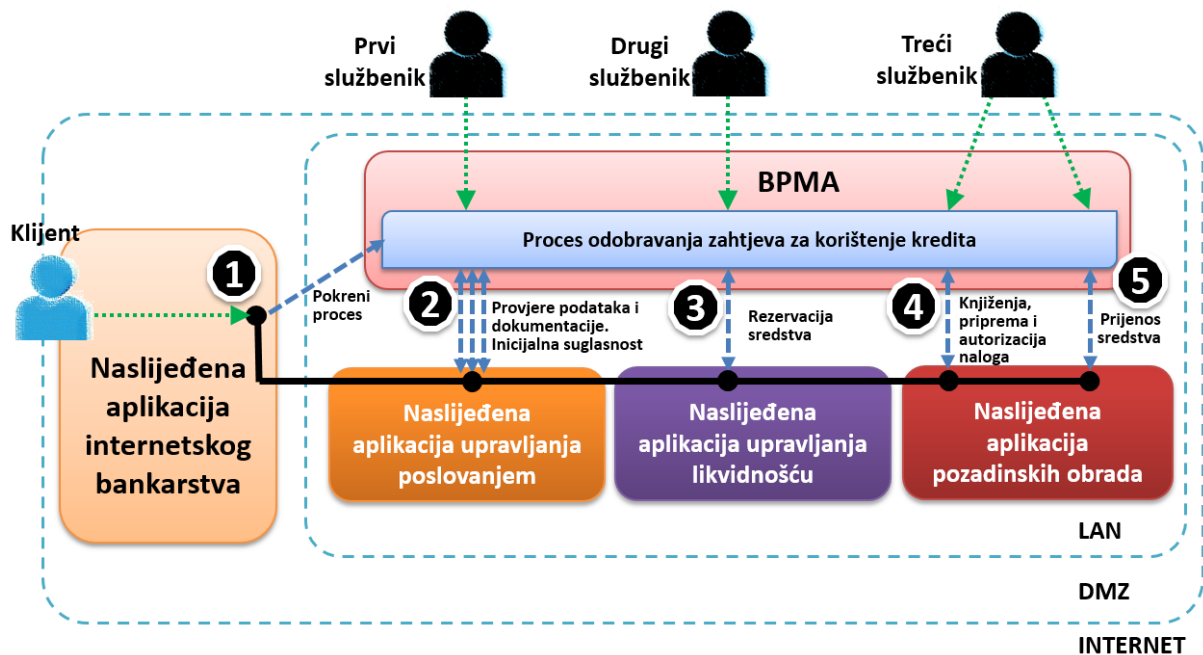 Prvi
službenik
Drugi
službenik
Treći
službenik
BPMA
Proces odobravanja zahtjeva za korištenje kredita
Klijent
1
Pokreni
proces
2
Provjere podataka i
dokumentacije.
Inicijalna suglasnost
3
Rezervacija
sredstva
4
Knjiženja,
priprema i
autorizacija
naloga
5
Prijenos
sredstva
Naslijeđena
aplikacija
internetskog
bankarstva
Naslijeđena
aplikacija upravljanja
poslovanjem
Naslijeđena
aplikacija upravljanja
likvidnošću
Naslijeđena
aplikacija
pozadinskih obrada
LAN
DMZ
INTERNET